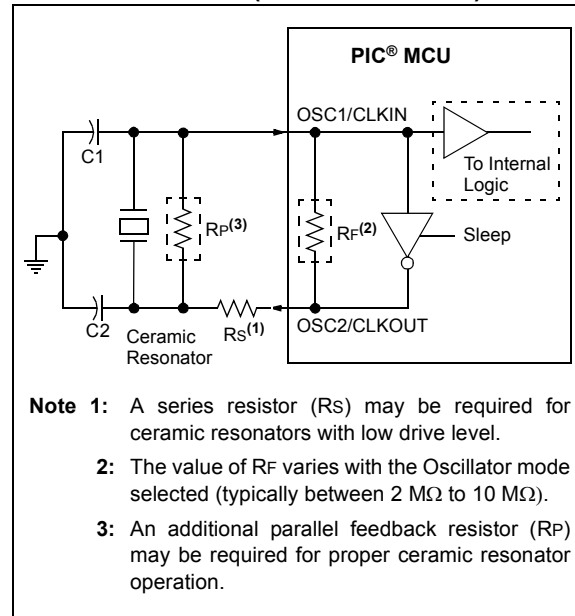 PIC® MCU
OSC1/CLKIN
C1
To Internal
Logic
RP(3)
RF(2)
Sleep
C2
Ceramic
Resonator
RS(1)
OSC2/CLKOUT
Note 1: A series resistor (RS) may be required for
ceramic resonators with low drive level.
2: The value of RF varies with the Oscillator mode
selected (typically between 2 MΩ to 10 MΩ).
3: An additional parallel feedback resistor (RP)
may be required for proper ceramic resonator
operation.